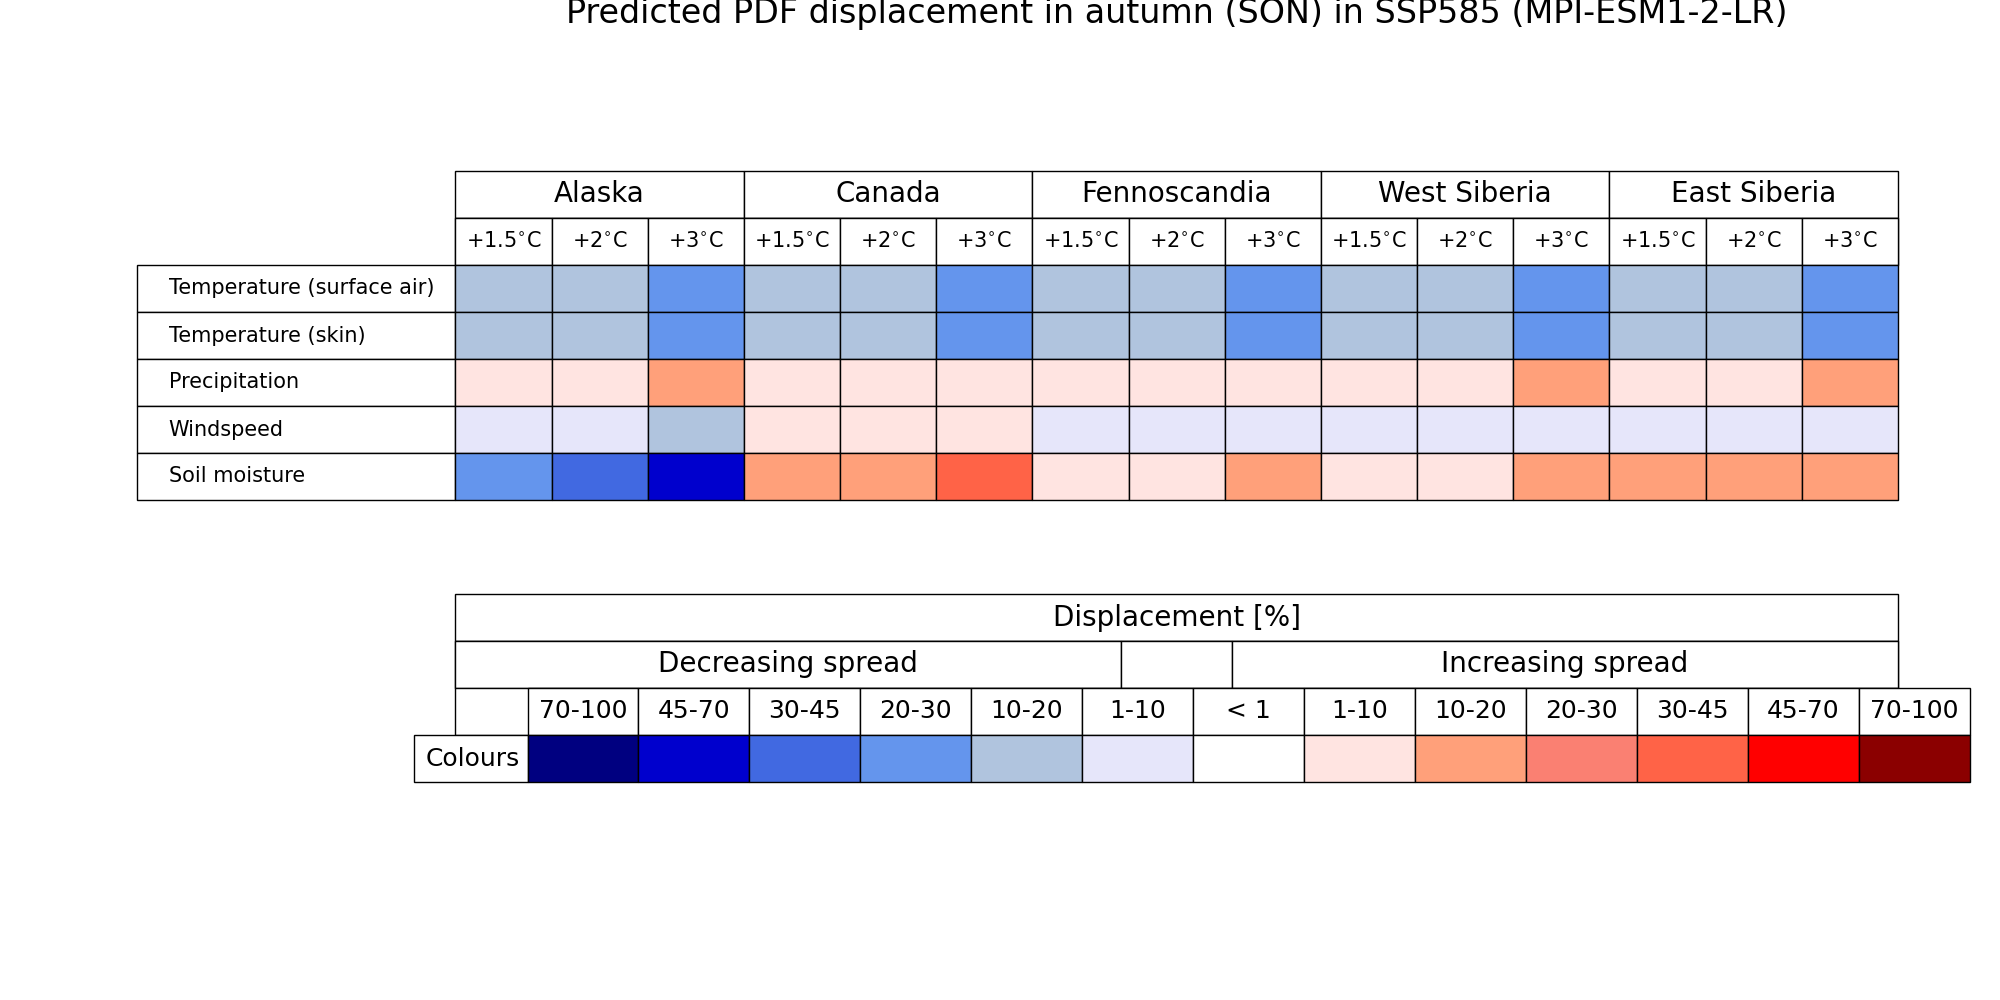 Predicted PDF displacement in autumn (SON) in SSP585 (MPI-ESM1-2-LR)
Alaska Canada Fennoscandia West Siberia East Siberia
+1.5°C +2°C +3°C +1.5°C +2°C +3°C +1.5°C +2°C +3°C +1.5°C +2°C +3°C +1.5°C +2°C +3°C
Temperature (surface air)
Temperature (skin)
Precipitation
Windspeed
Soil moisture
Displacement [%]
Decreasing spread Increasing spread
70-100 45-70 30-45 20-30 10-20 1-10 < 1 1-10 10-20 20-30 30-45 45-70 70-100
Colours